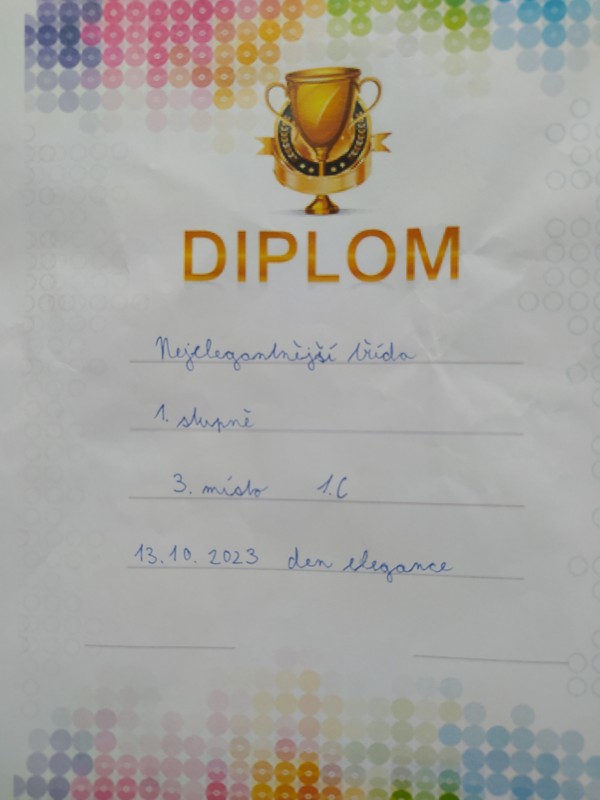 DIPLOM
Nejelegantnější třída
1. stupně
3. místo 1.C
13.10. 2023 den elegance